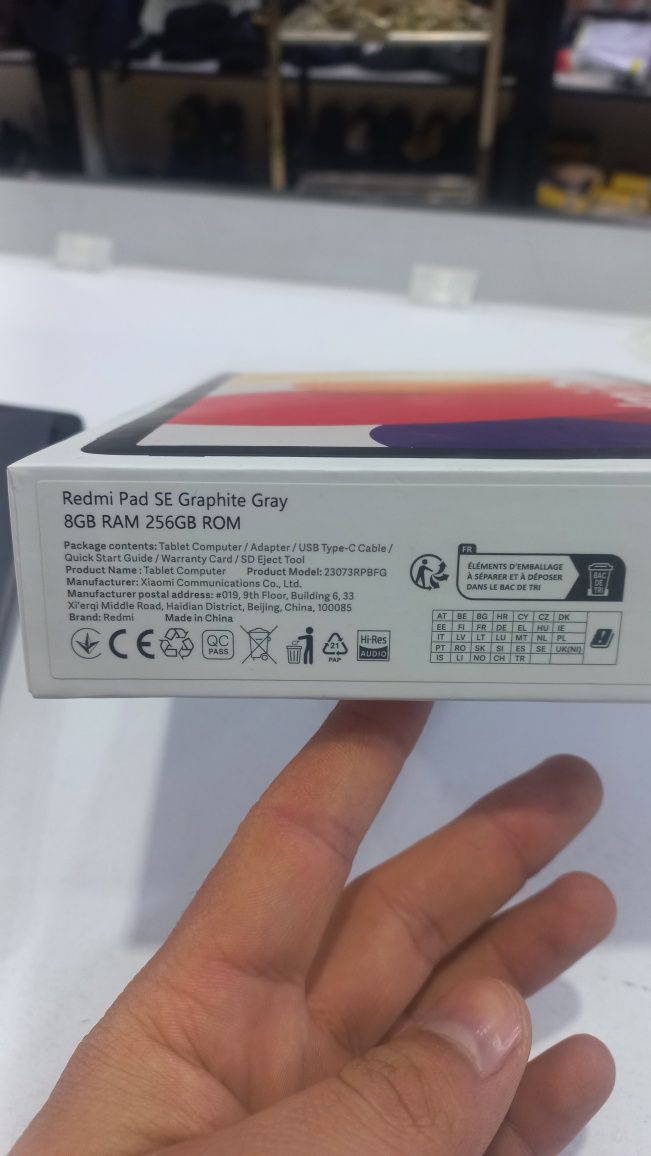 Redmi Pad SE Graphite Gray
8GB RAM 256GB ROM
Package contents: Tablet Computer / Adapter / USB Type-C Cable /
Quick Start Guide / Warranty Card / SD Eject Tool
Product Name : Tablet Computer Product Model: 23073RPBFG
Manufacturer: Xiaomi Communications Co., Ltd.
Manufacturer postal address: #019, 9th Floor, Building 6, 33
Xi'erqi Middle Road, Haidian District, Beijing, China, 100085
Brand: Redmi Made in China
CE
QC
PASS
21
PAP
Hi-Res
AUDIO
FR
ÉLÉMENTS D'EMBALLAGE
À SÉPARER ET À DÉPOSER
DANS LE BAC DE TRI
BAC
DE
TRI
AT BE BG HR CY CZ DK
EE FI FR DE EL HU IE
IT LV LT LU MT NL PL
PT RO SK SI ES SE UK(NI)
IS LI NO CH TR